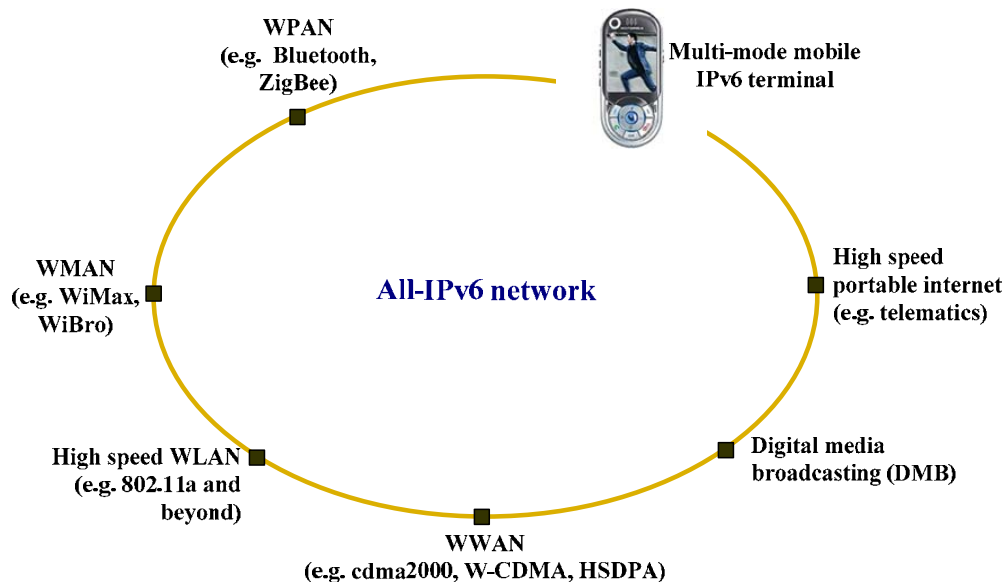 WPAN
(e.g. Bluetooth,
ZigBee)
Multi-mode mobile
IPv6 terminal
WMAN
(e.g. WiMax,
WiBro)
All-IPv6 network
High speed
portable internet
(e.g. telematics)
High speed WLAN
(e.g. 802.11a and
beyond)
Digital media
broadcasting (DMB)
WWAN
(e.g. cdma2000, W-CDMA, HSDPA)